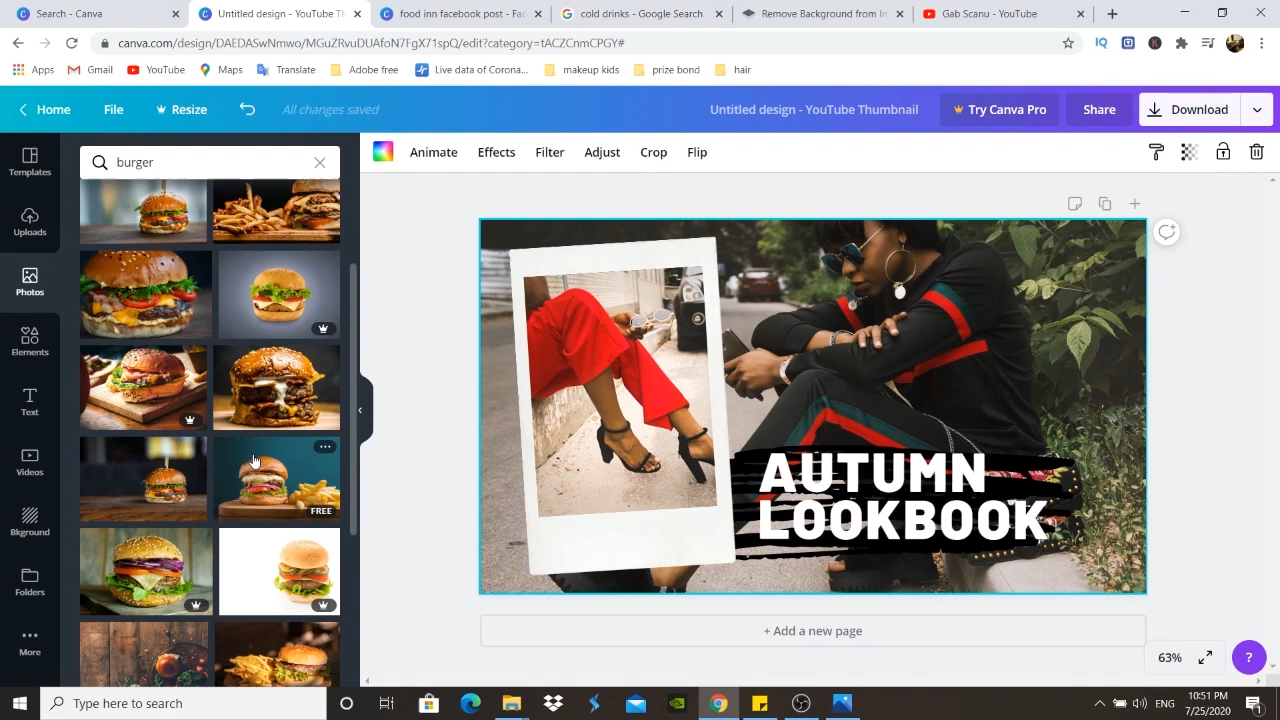 Search - Canva
Untitled design - YouTube Th
food inn facebook post - Fac
cold drinks - Google Search
Remove Background from Im
Gab Scanu - YouTube
canva.com/design/DAEDASwNmwo/MGuZRvuDUAfoN7FgX71spQ/edit?category=tACZCnmCPGY#
Apps
Gmail
YouTube
Maps
Translate
Adobe free
Live data of Corona...
makeup kids
prize bond
hair
Home
File
Resize
All changes saved
Untitled design - YouTube Thumbnail
Try Canva Pro
Share
Download
burger
Animate
Effects
Filter
Adjust
Crop
Flip
Templates
Uploads
Photos
Elements
Text
Videos
Bkground
Folders
More
FREE
AUTUMN
LOOKBOOK
+ Add a new page
63%
?
Type here to search
ENG
10:51 PM
7/25/2020
1